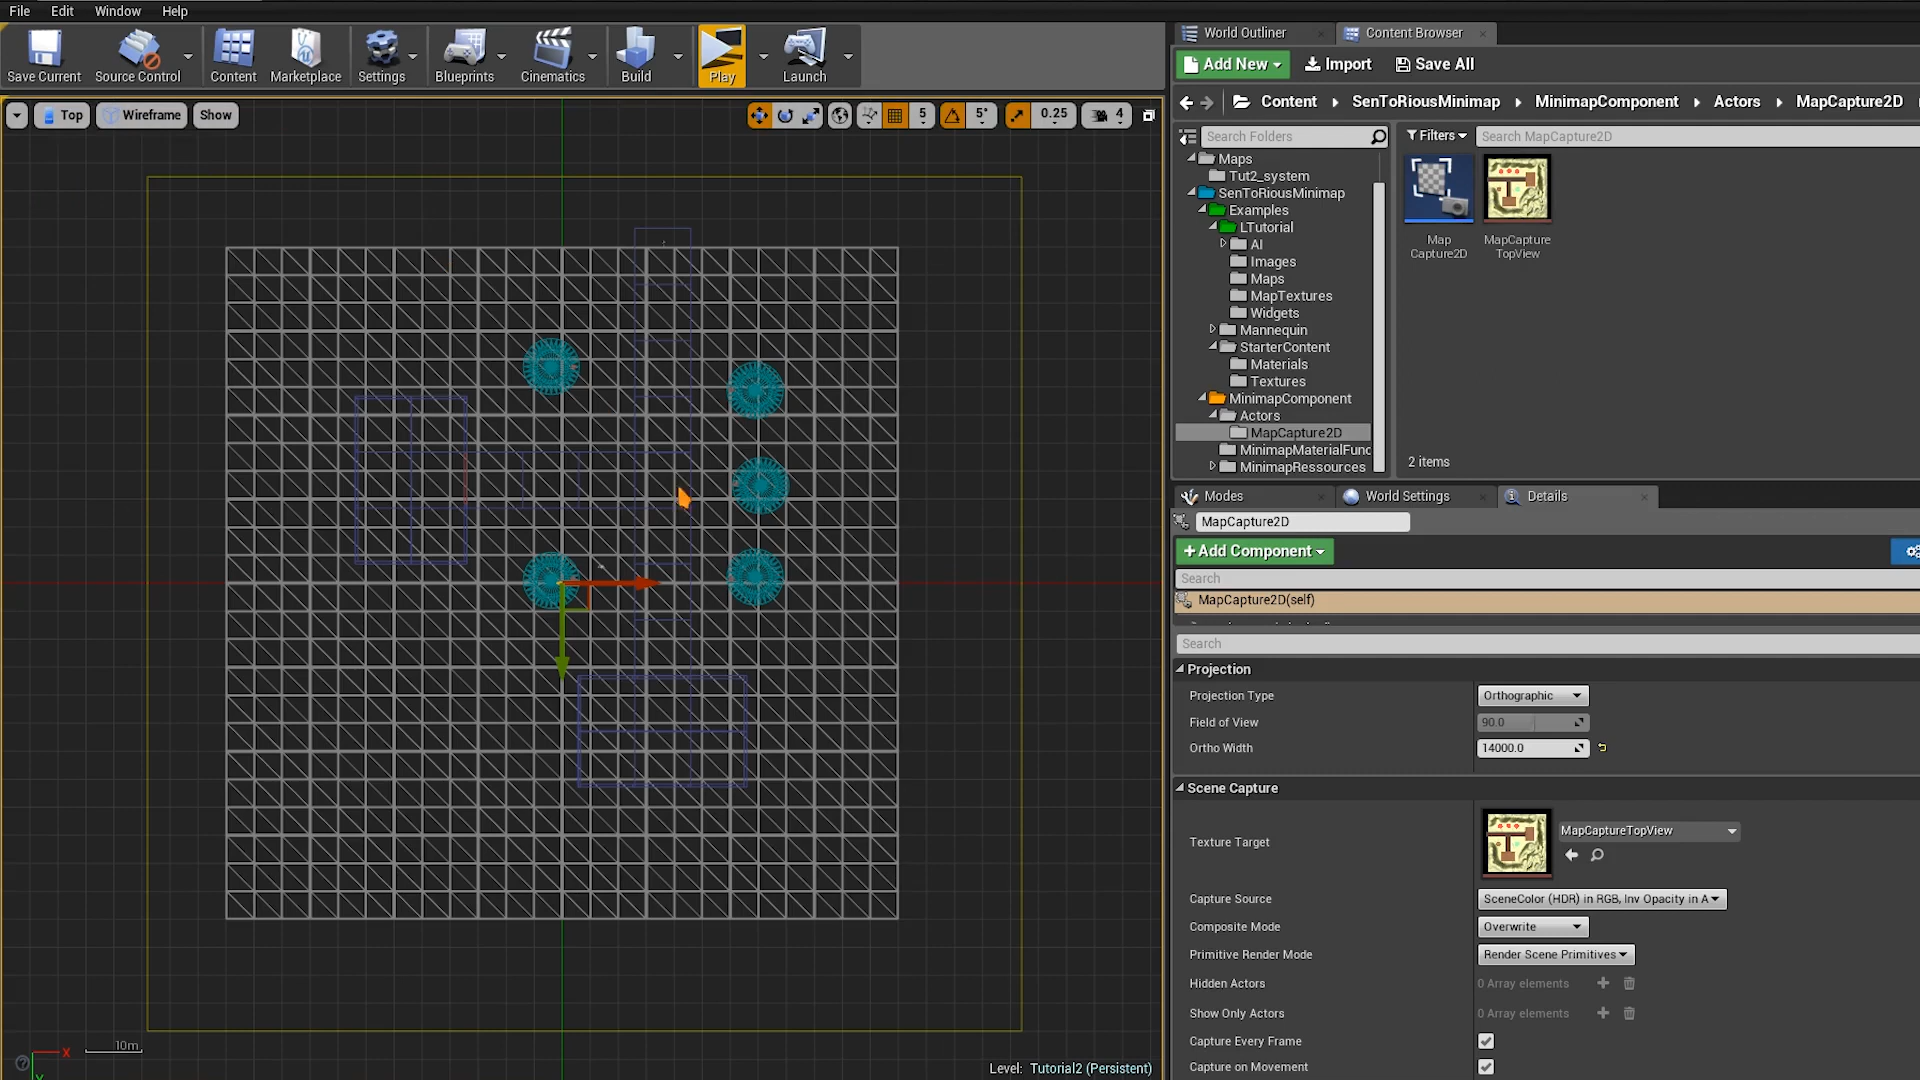 File Edit Window Help
Save Current Source Control Content Marketplace Settings Blueprints Cinematics Build Play Launch
Top Wireframe Show 5 5° 0.25 4
10m
X
Y
Level: Tutorial2 (Persistent)
World Outliner Content Browser
Add New Import Save All
Content SenToRiousMinimap MinimapComponent Actors MapCapture2D
Search Folders Filters Search MapCapture2D
Maps
Tut2_system
SenToRiousMinimap
Examples
LTutorial
AI
Images
Maps
MapTextures
Widgets
Mannequin
StarterContent
Materials
Textures
MinimapComponent
Actors
MapCapture2D
MinimapMaterialFunc
MinimapRessources
Map
Capture2D
MapCapture
TopView
2 items
Modes World Settings Details
MapCapture2D
+Add Component
Search
MapCapture2D(self)
Search
Projection
Projection Type Orthographic
Field of View 90.0
Ortho Width 14000.0
Scene Capture
Texture Target MapCaptureTopView
Capture Source SceneColor (HDR) in RGB, Inv Opacity in A
Composite Mode Overwrite
Primitive Render Mode Render Scene Primitives
Hidden Actors 0 Array elements
Show Only Actors 0 Array elements
Capture Every Frame
Capture on Movement